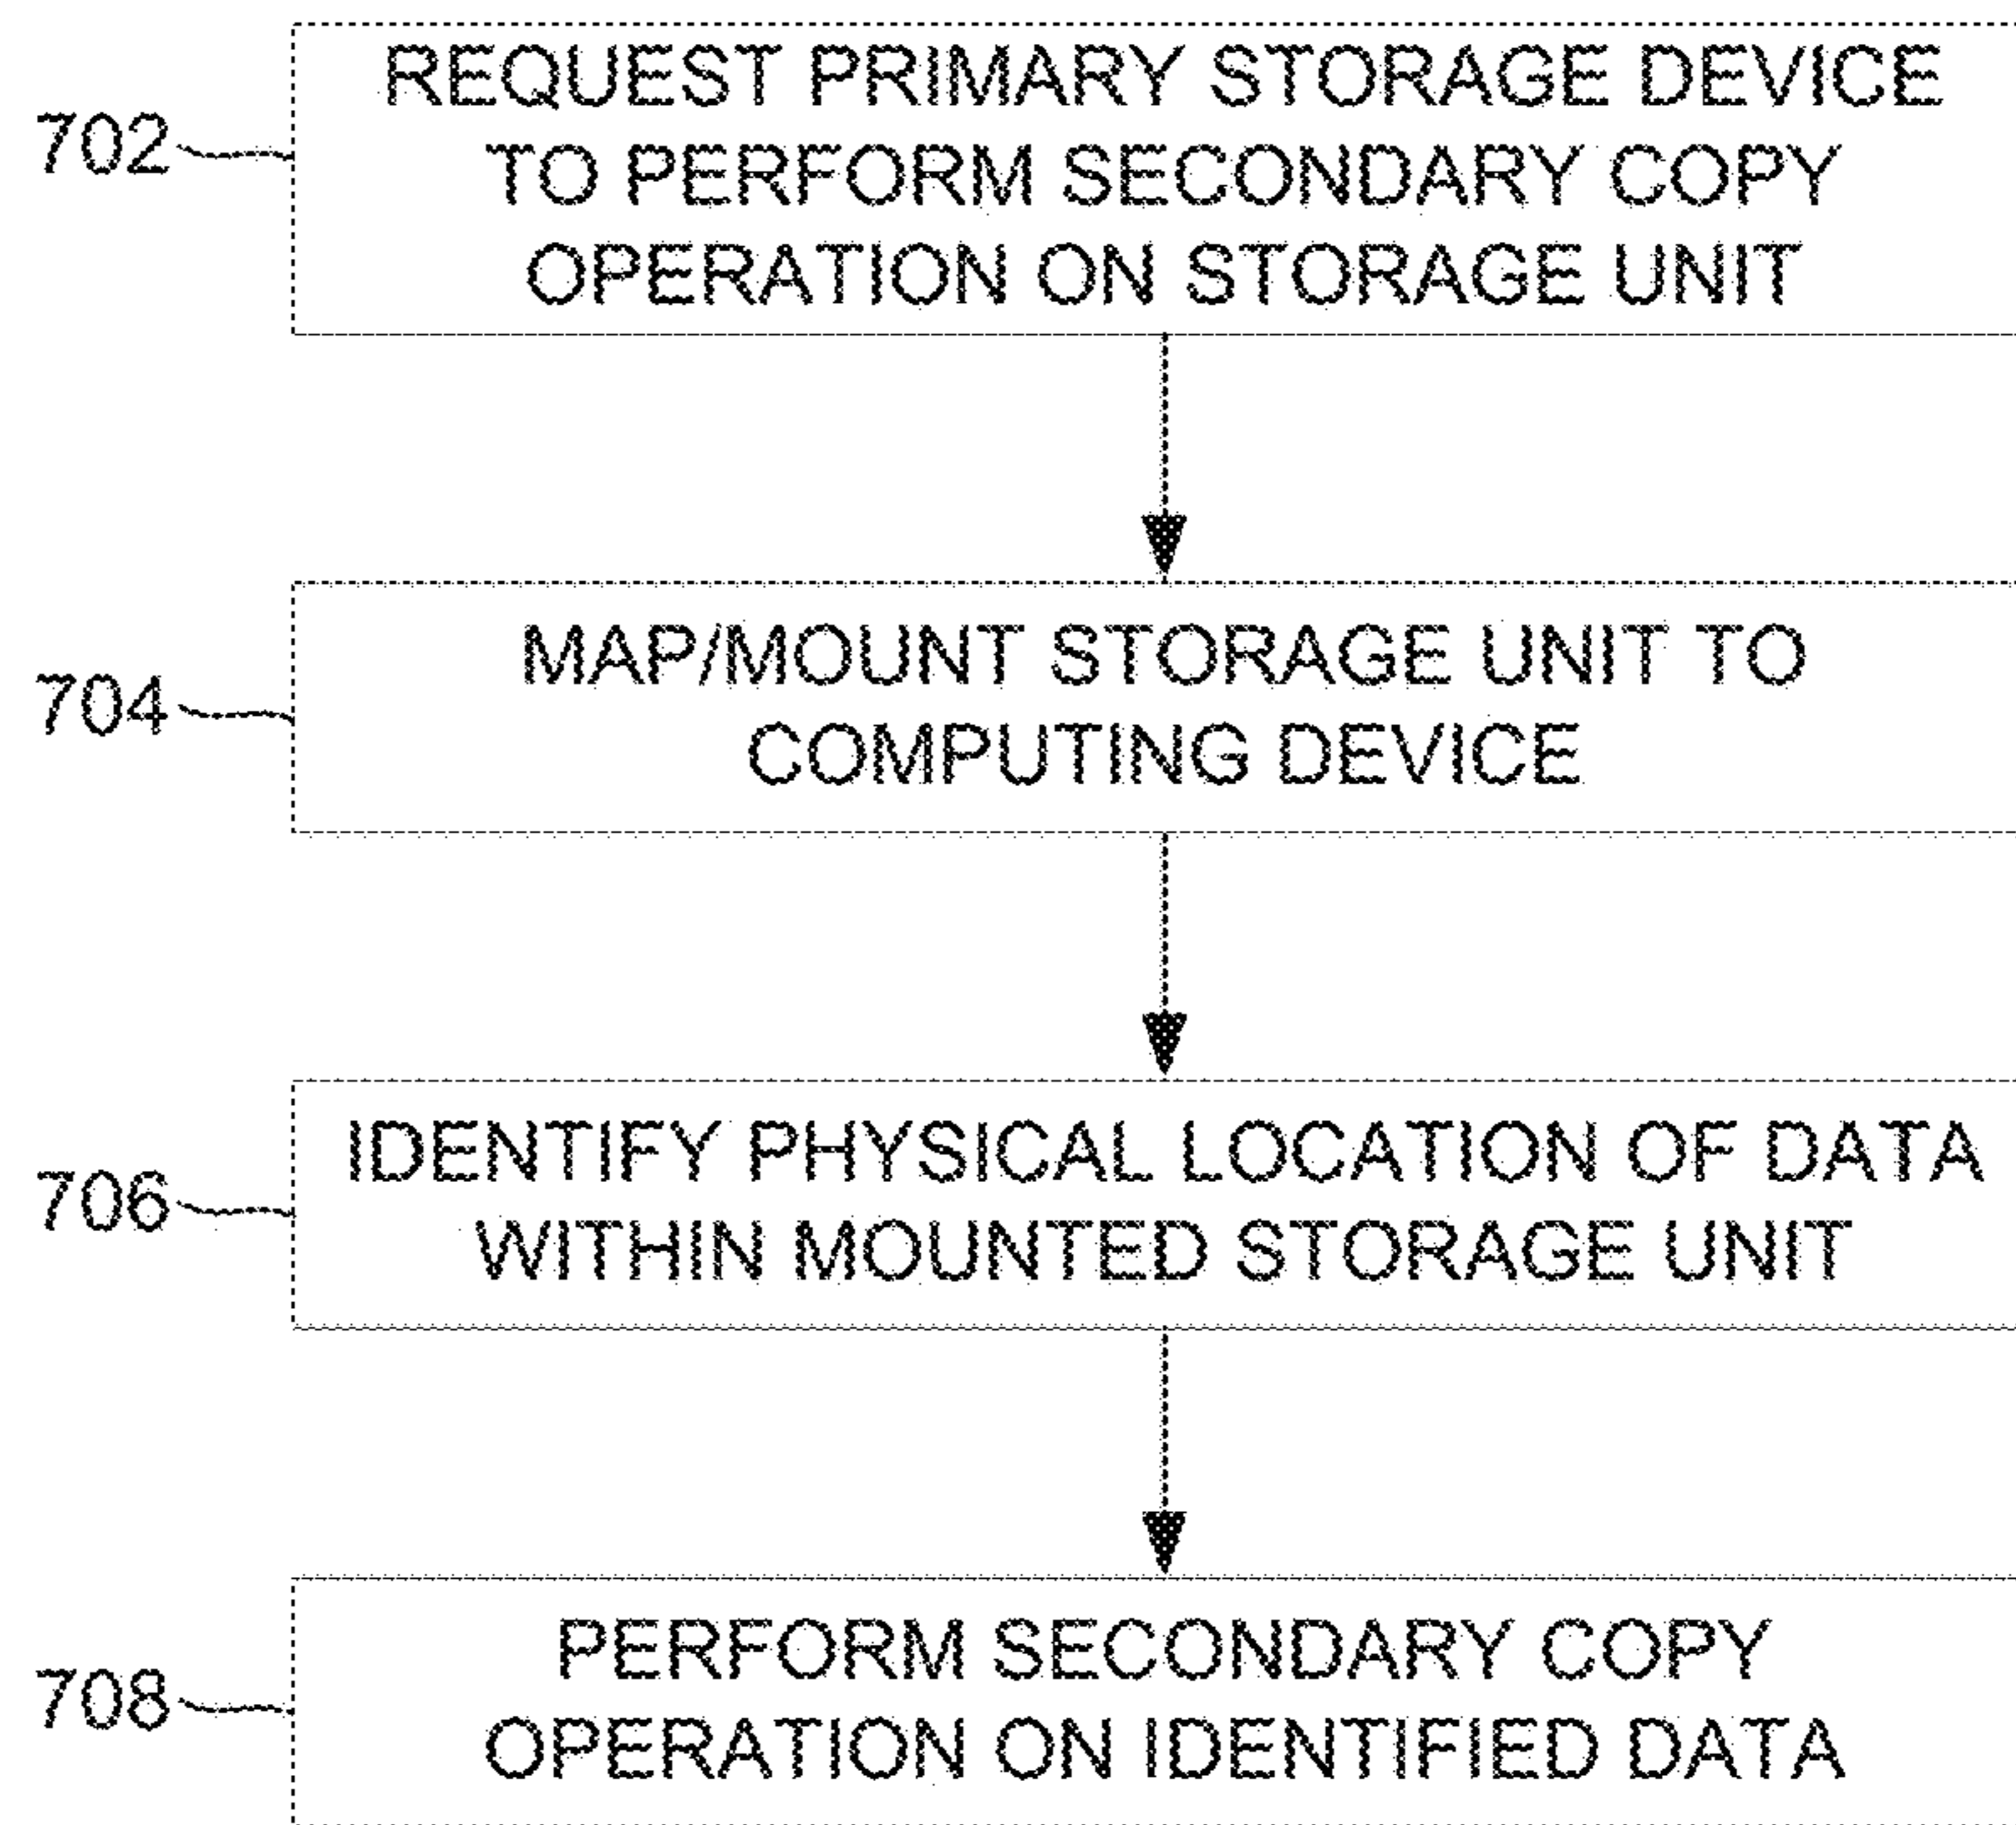 REQUEST PRIMARY STORAGE DEVICE
702
TO PERFORM SECONDARY COPY
OPERATION ON STORAGE UNIT
MAP/MOUNT STORAGE UNIT TO
704
COMPUTING DEVICE
IDENTIFY PHYSICAL LOCATION OF DATA
706
WITHIN MOUNTED STORAGE UNIT
PERFORM SECONDARY COPY
708
OPERATION ON IDENTIFIED DATA